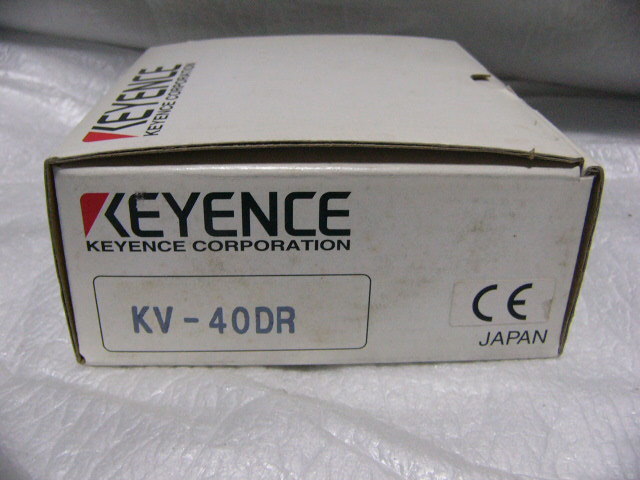 KEYENCE
KEYENCE CORPORATION
KEYENCE
KEYENCE CORPORATION
KV-40DR
CE
JAPAN